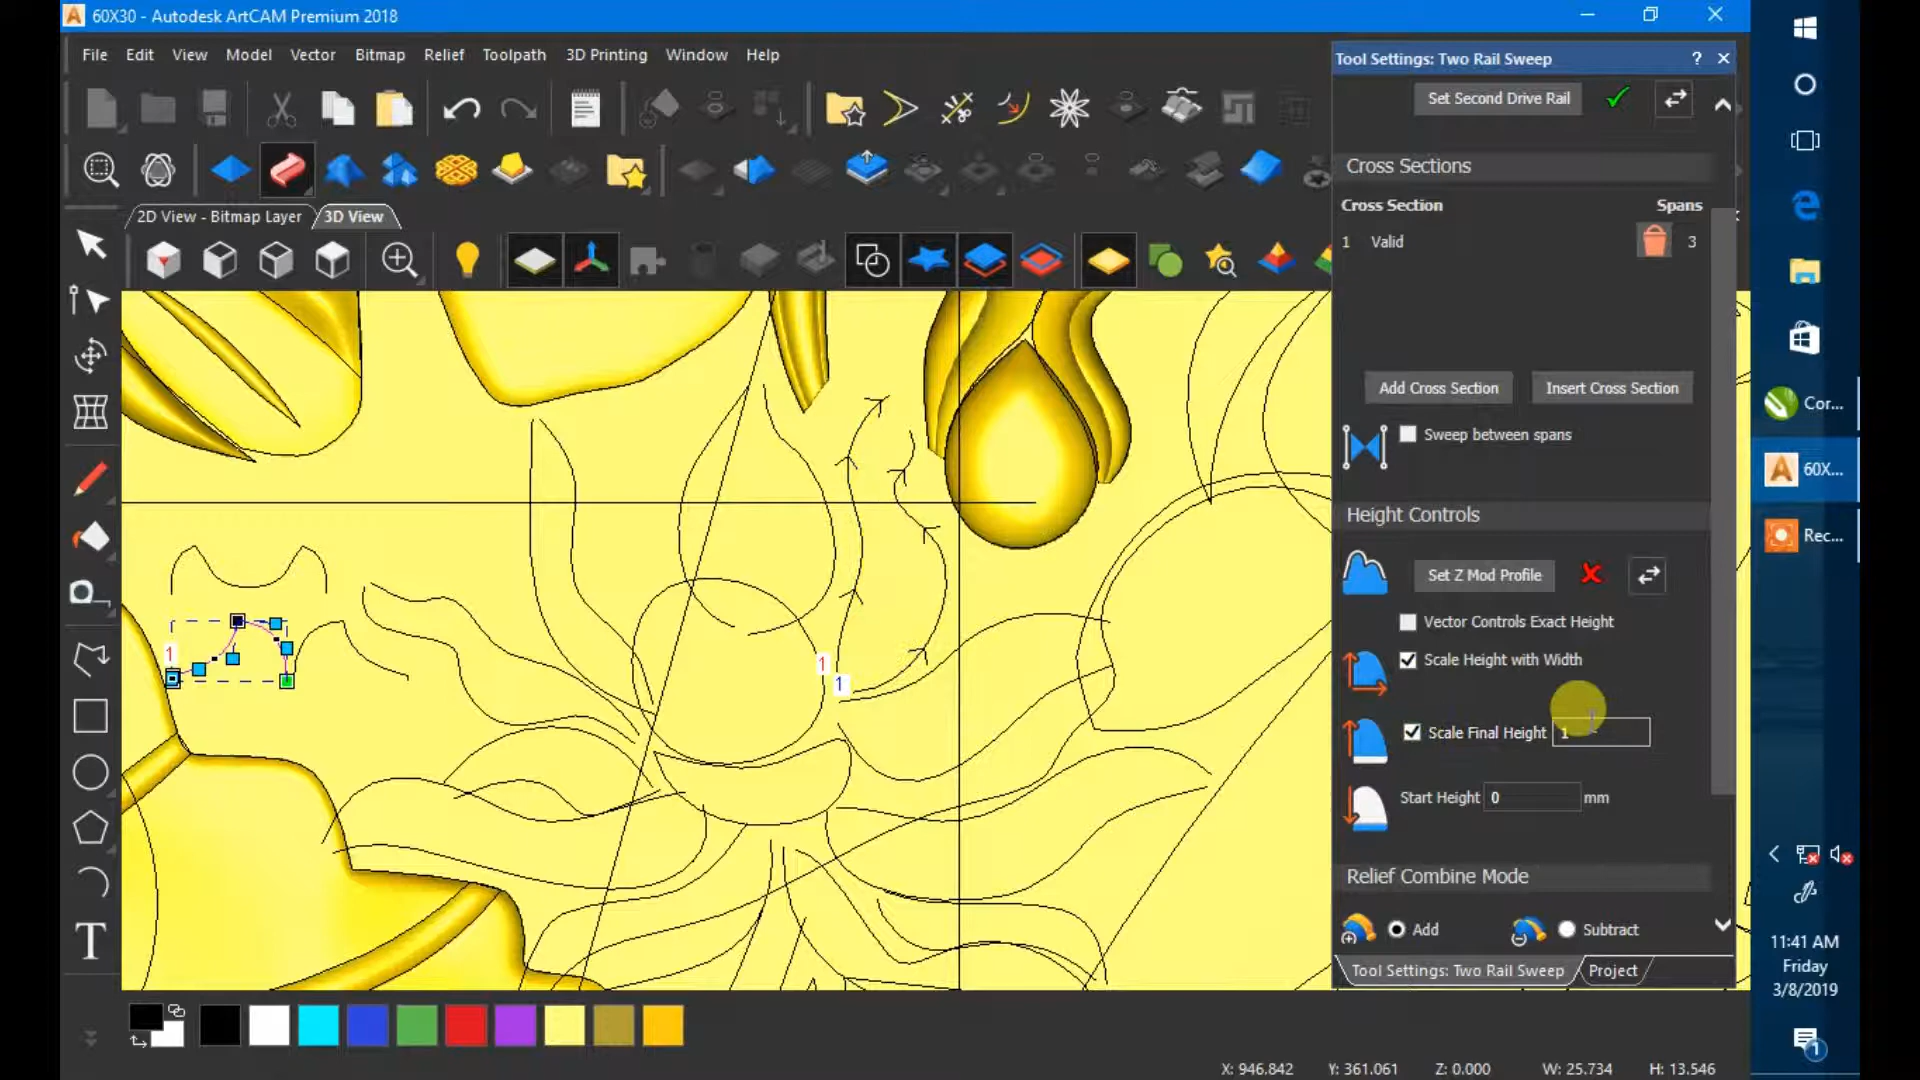 60X30 - Autodesk ArtCAM Premium 2018
File Edit View Model Vector Bitmap Relief Toolpath 3D Printing Window Help
2D View - Bitmap Layer 3D View
1
1
1
Tool Settings: Two Rail Sweep ?
Set Second Drive Rail
Cross Sections
Cross Section Spans
1 Valid 3
Add Cross Section Insert Cross Section
Sweep between spans
Height Controls
Set Z Mod Profile
Vector Controls Exact Height
Scale Height with Width
Scale Final Height 1
Start Height 0 mm
Relief Combine Mode
Add Subtract
Tool Settings: Two Rail Sweep Project
X: 946.842 Y: 361.061 Z: 0.000 W: 25.734 H: 13.546
Cor...
60X...
Rec...
11:41 AM
Friday
3/8/2019
1